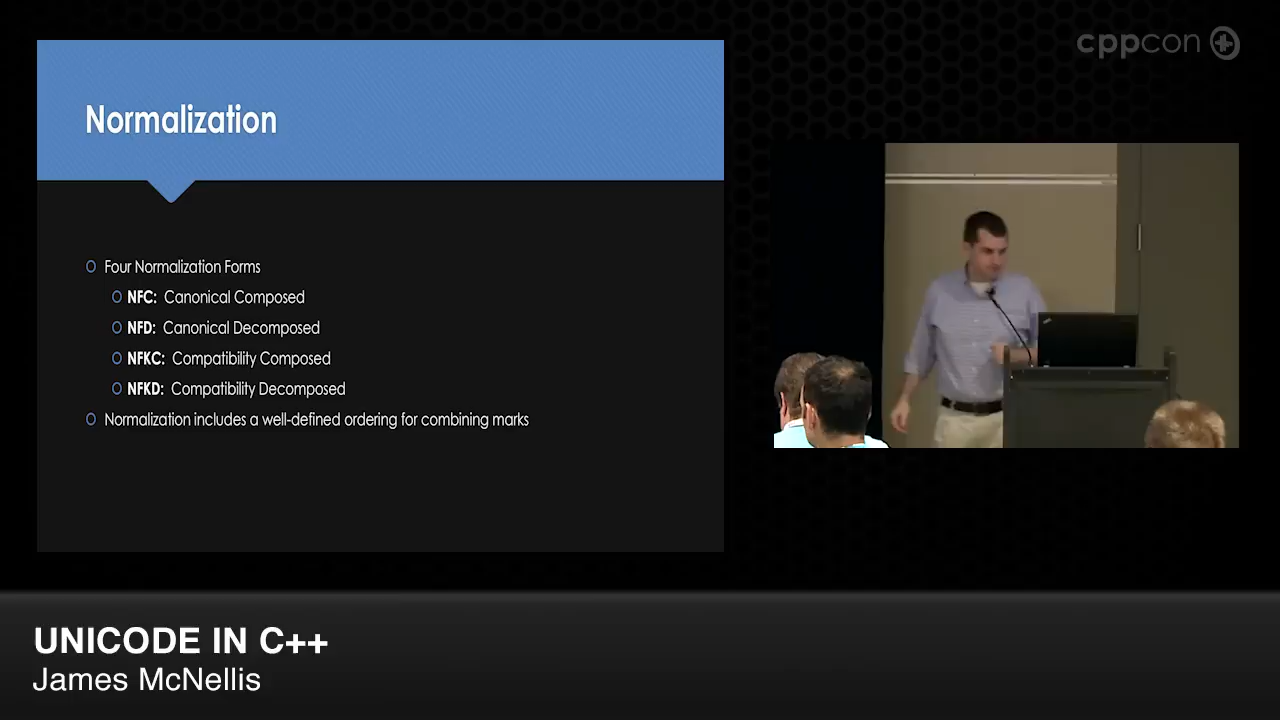 cppcon
Normalization
Four Normalization Forms
NFC: Canonical Composed
NFD: Canonical Decomposed
NFKC: Compatibility Composed
NFKD: Compatibility Decomposed
Normalization includes a well-defined ordering for combining marks
UNICODE IN C++
James McNellis